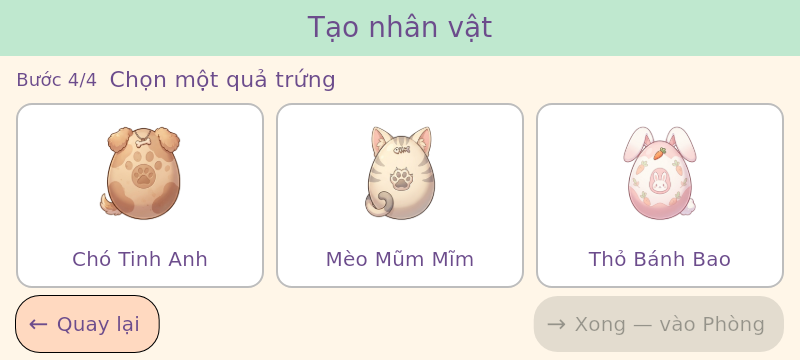 Tạo nhân vật
Bước 4/4 Chọn một quả trứng
Chó Tinh Anh
Mèo Mũm Mĩm
Thỏ Bánh Bao
← Quay lại
→ Xong — vào Phòng